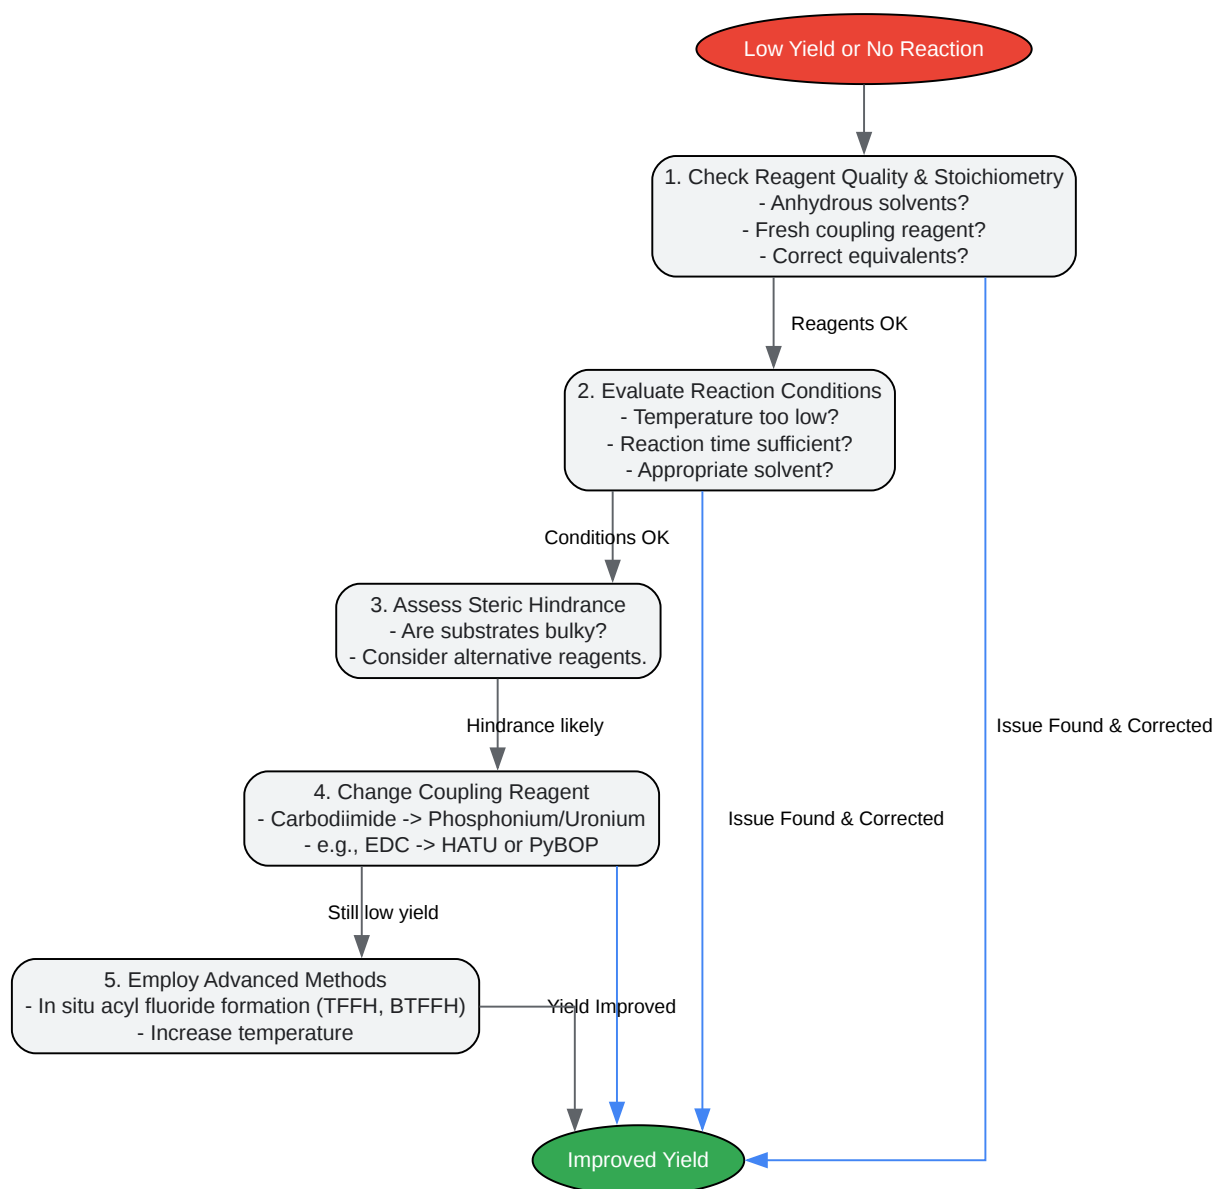 Low Yield or No Reaction
1. Check Reagent Quality & Stoichiometry
- Anhydrous solvents?
- Fresh coupling reagent?
- Correct equivalents?
Reagents OK
2. Evaluate Reaction Conditions
- Temperature too low?
- Reaction time sufficient?
- Appropriate solvent?
Conditions OK
3. Assess Steric Hindrance
- Are substrates bulky?
- Consider alternative reagents.
Hindrance likely
Issue Found & Corrected
4. Change Coupling Reagent
- Carbodiimide -> Phosphonium/Uronium
- e.g., EDC -> HATU or PyBOP
Issue Found & Corrected
Still low yield
5. Employ Advanced Methods
- In situ acyl fluoride formation (TFFH, BTFFH)
- Increase temperature
Yield Improved
Improved Yield